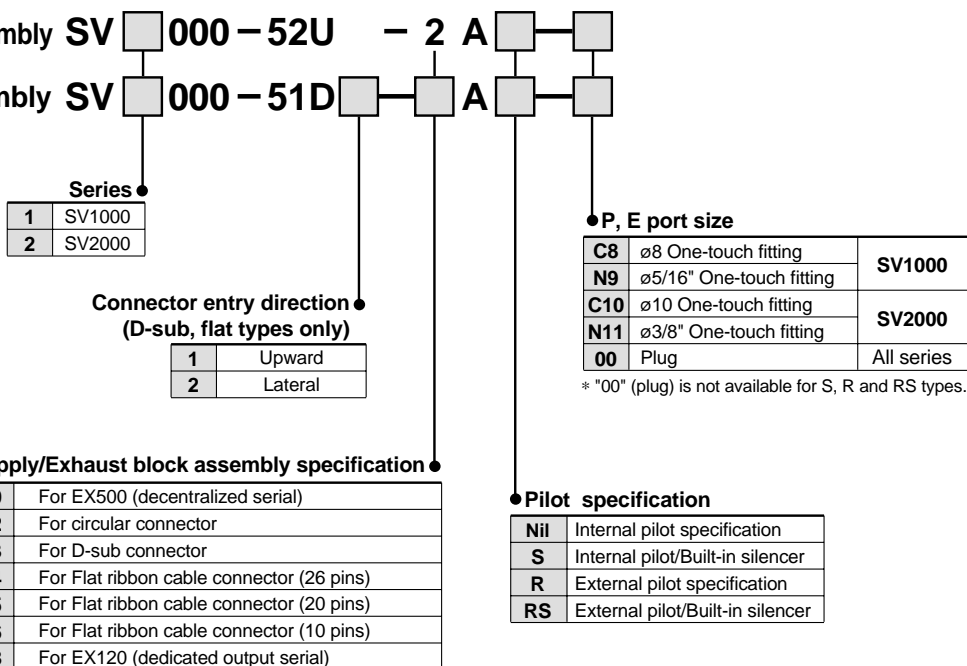 SV 000 – 52U – 2 A –
SV 000 – 51D – A –
Series
1 SV1000
2 SV2000
Connector entry direction
(D-sub, flat types only)
1 Upward
2 Lateral
P, E port size
C8 ø8 One-touch fitting SV1000
N9 ø5/16" One-touch fitting
C10 ø10 One-touch fitting SV2000
N11 ø3/8" One-touch fitting
00 Plug All series
* "00" (plug) is not available for S, R and RS types.
/Exhaust block assembly specification
For EX500 (decentralized serial)
For circular connector
For D-sub connector
For Flat ribbon cable connector (26 pins)
For Flat ribbon cable connector (20 pins)
For Flat ribbon cable connector (10 pins)
For EX120 (dedicated output serial)
Pilot specification
Nil Internal pilot specification
S Internal pilot/Built-in silencer
R External pilot specification
RS External pilot/Built-in silencer